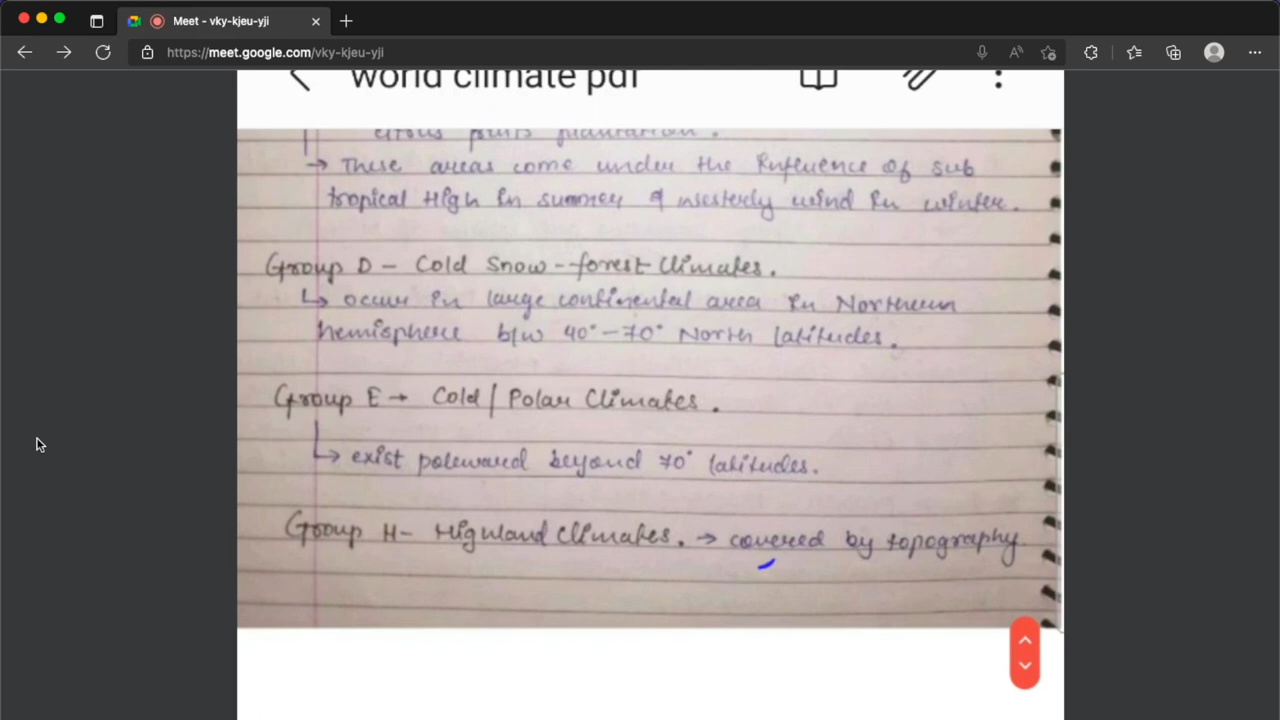 Meet - vky-kjeu-yji
https://meet.google.com/vky-kjeu-yji
world climate pdf
citrous fruits plantation.
→ These areas come under the influence of sub
tropical High in summer & westerly wind in winter.
Group D - Cold Snow-forest Climates.
↳ occur in large continental area in Northern
hemisphere b/w 40°-70° North latitudes.
Group E → Cold / Polar Climates.
↳ exist poleward beyond 70° latitudes.
Group H- Highland Climates. → covered by topography